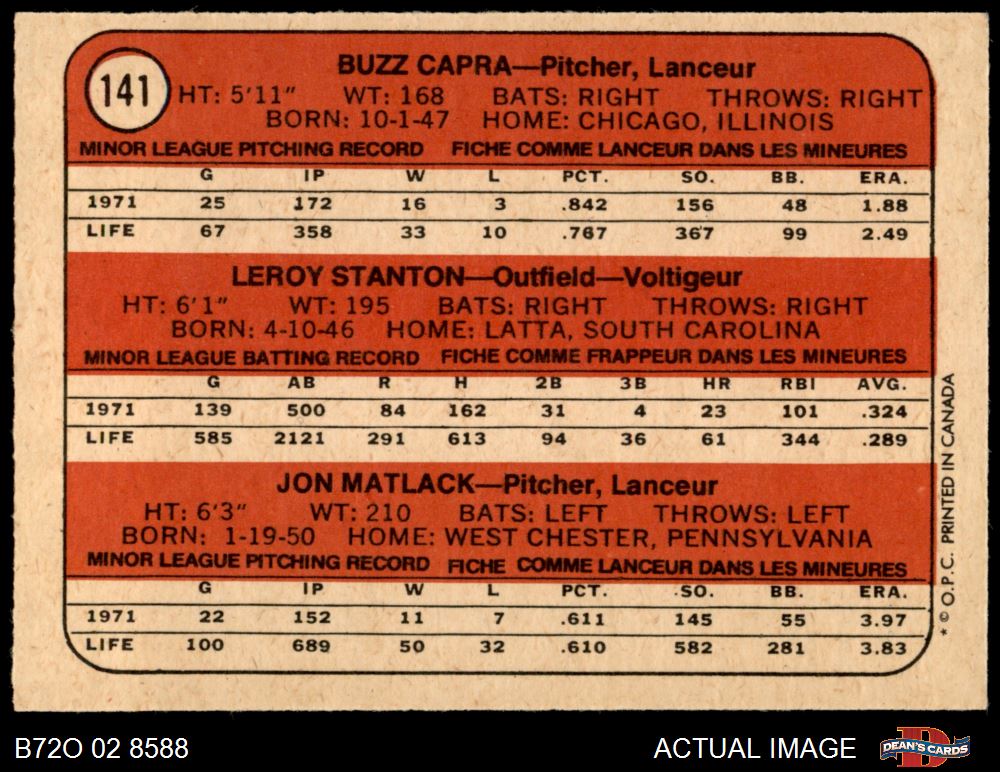 141
BUZZ CAPRA—Pitcher, Lanceur
HT: 5'11" WT: 168 BATS: RIGHT THROWS: RIGHT
BORN: 10-1-47 HOME: CHICAGO, ILLINOIS
MINOR LEAGUE PITCHING RECORD FICHE COMME LANCEUR DANS LES MINEURES
G IP W L PCT. SO. BB. ERA.
1971 25 172 16 3 .842 156 48 1.88
LIFE 67 358 33 10 .767 367 99 2.49
LEROY STANTON—Outfield—Voltigeur
HT: 6'1" WT: 195 BATS: RIGHT THROWS: RIGHT
BORN: 4-10-46 HOME: LATTA, SOUTH CAROLINA
MINOR LEAGUE BATTING RECORD FICHE COMME FRAPPEUR DANS LES MINEURES
G AB R H 2B 3B HR RBI AVG.
1971 139 500 84 162 31 4 23 101 .324
LIFE 585 2121 291 613 94 36 61 344 .289
JON MATLACK—Pitcher, Lanceur
HT: 6'3" WT: 210 BATS: LEFT THROWS: LEFT
BORN: 1-19-50 HOME: WEST CHESTER, PENNSYLVANIA
MINOR LEAGUE PITCHING RECORD FICHE COMME LANCEUR DANS LES MINEURES
G IP W L PCT. SO. BB. ERA.
1971 22 152 11 7 .611 145 55 3.97
LIFE 100 689 50 32 .610 582 281 3.83
* © O.P.C. PRINTED IN CANADA
B72O 02 8588 ACTUAL IMAGE DEAN'S CARDS